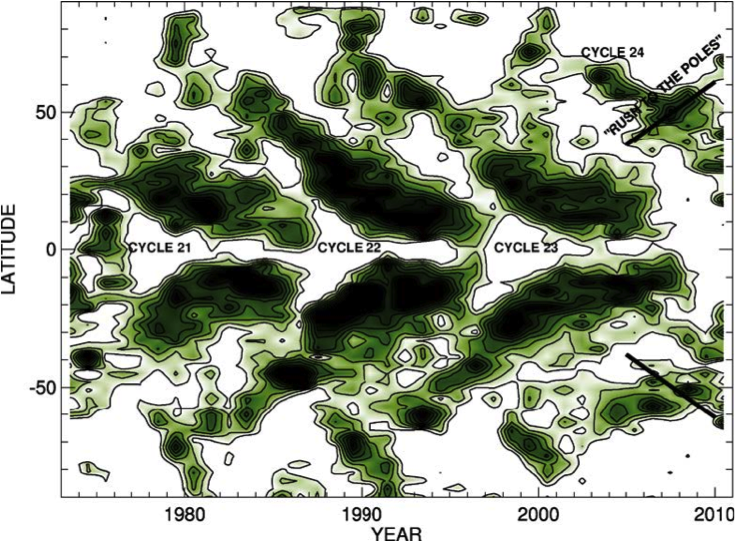 CYCLE 24
"RUSH TO THE POLES"
50
LATITUDE
0
CYCLE 21
CYCLE 22
CYCLE 23
-50
1980
1990
2000
2010
YEAR